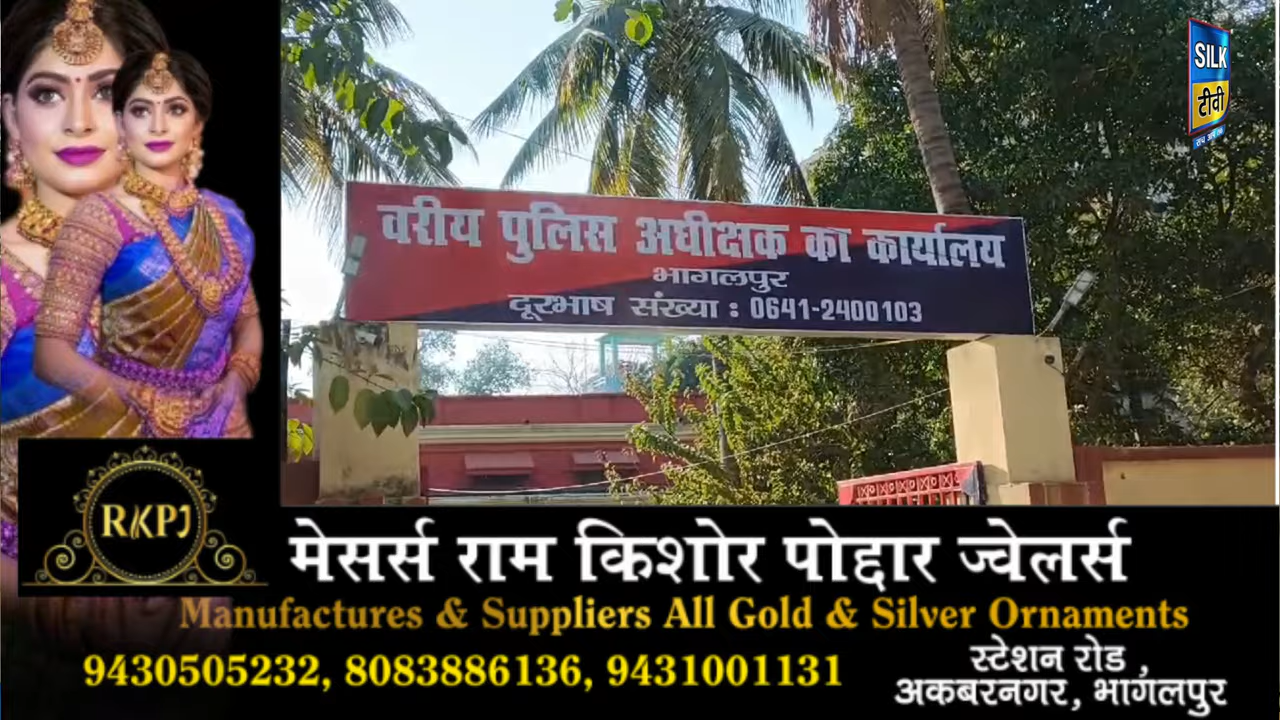 SILK
टीवी
वरीय पुलिस अधीक्षक का कार्यालय
भागलपुर
दूरभाष संख्या : 0641-2400103
RKPJ
मेसर्स राम किशोर पोद्दार ज्वेलर्स
Manufactures & Suppliers All Gold & Silver Ornaments
9430505232, 8083886136, 9431001131
स्टेशन रोड ,
अकबरनगर, भागलपुर